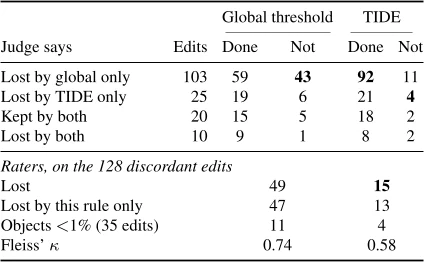 Global threshold TIDE
Judge says Edits Done Not Done Not
Lost by global only 103 59 43 92 11
Lost by TIDE only 25 19 6 21 4
Kept by both 20 15 5 18 2
Lost by both 10 9 1 8 2
Raters, on the 128 discordant edits
Lost 49 15
Lost by this rule only 47 13
Objects <1% (35 edits) 11 4
Fleiss’ κ 0.74 0.58